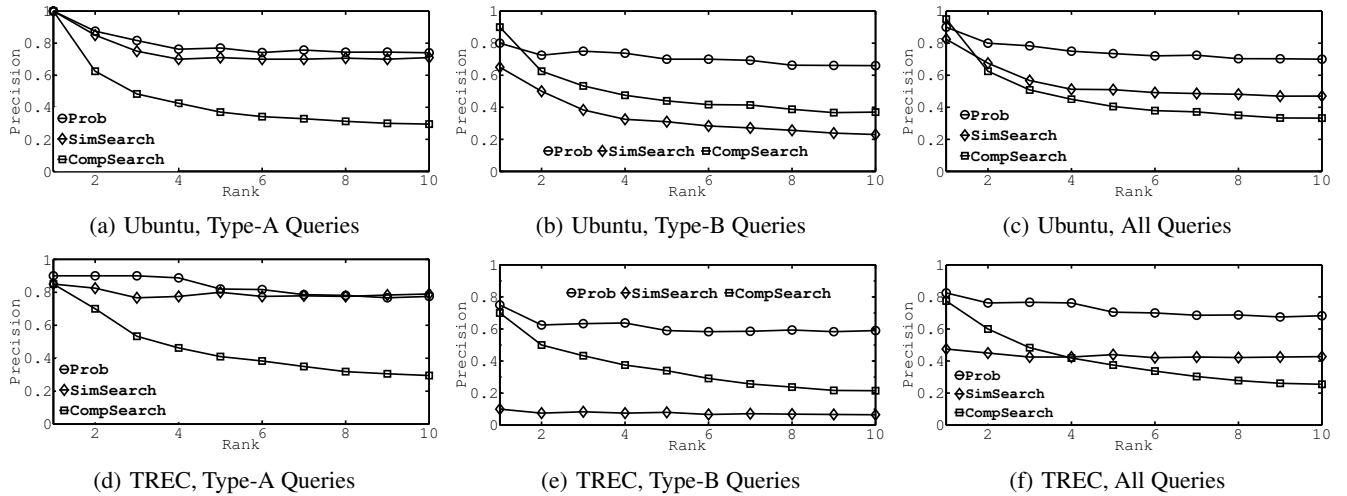 1
0.8
0.6
0.4
0.2
0
Precision
Prob
SimSearch
CompSearch
2 4 6 8 10
Rank
(a) Ubuntu, Type-A Queries
1
0.8
0.6
0.4
0.2
0
Precision
Prob SimSearch CompSearch
2 4 6 8 10
Rank
(b) Ubuntu, Type-B Queries
1
0.8
0.6
0.4
0.2
0
Precision
Prob
SimSearch
CompSearch
2 4 6 8 10
Rank
(c) Ubuntu, All Queries
1
0.8
0.6
0.4
0.2
0
Precision
Prob
SimSearch
CompSearch
2 4 6 8 10
Rank
(d) TREC, Type-A Queries
1
0.8
0.6
0.4
0.2
0
Precision
Prob SimSearch CompSearch
2 4 6 8 10
Rank
(e) TREC, Type-B Queries
1
0.8
0.6
0.4
0.2
0
Precision
Prob
SimSearch
CompSearch
2 4 6 8 10
Rank
(f) TREC, All Queries